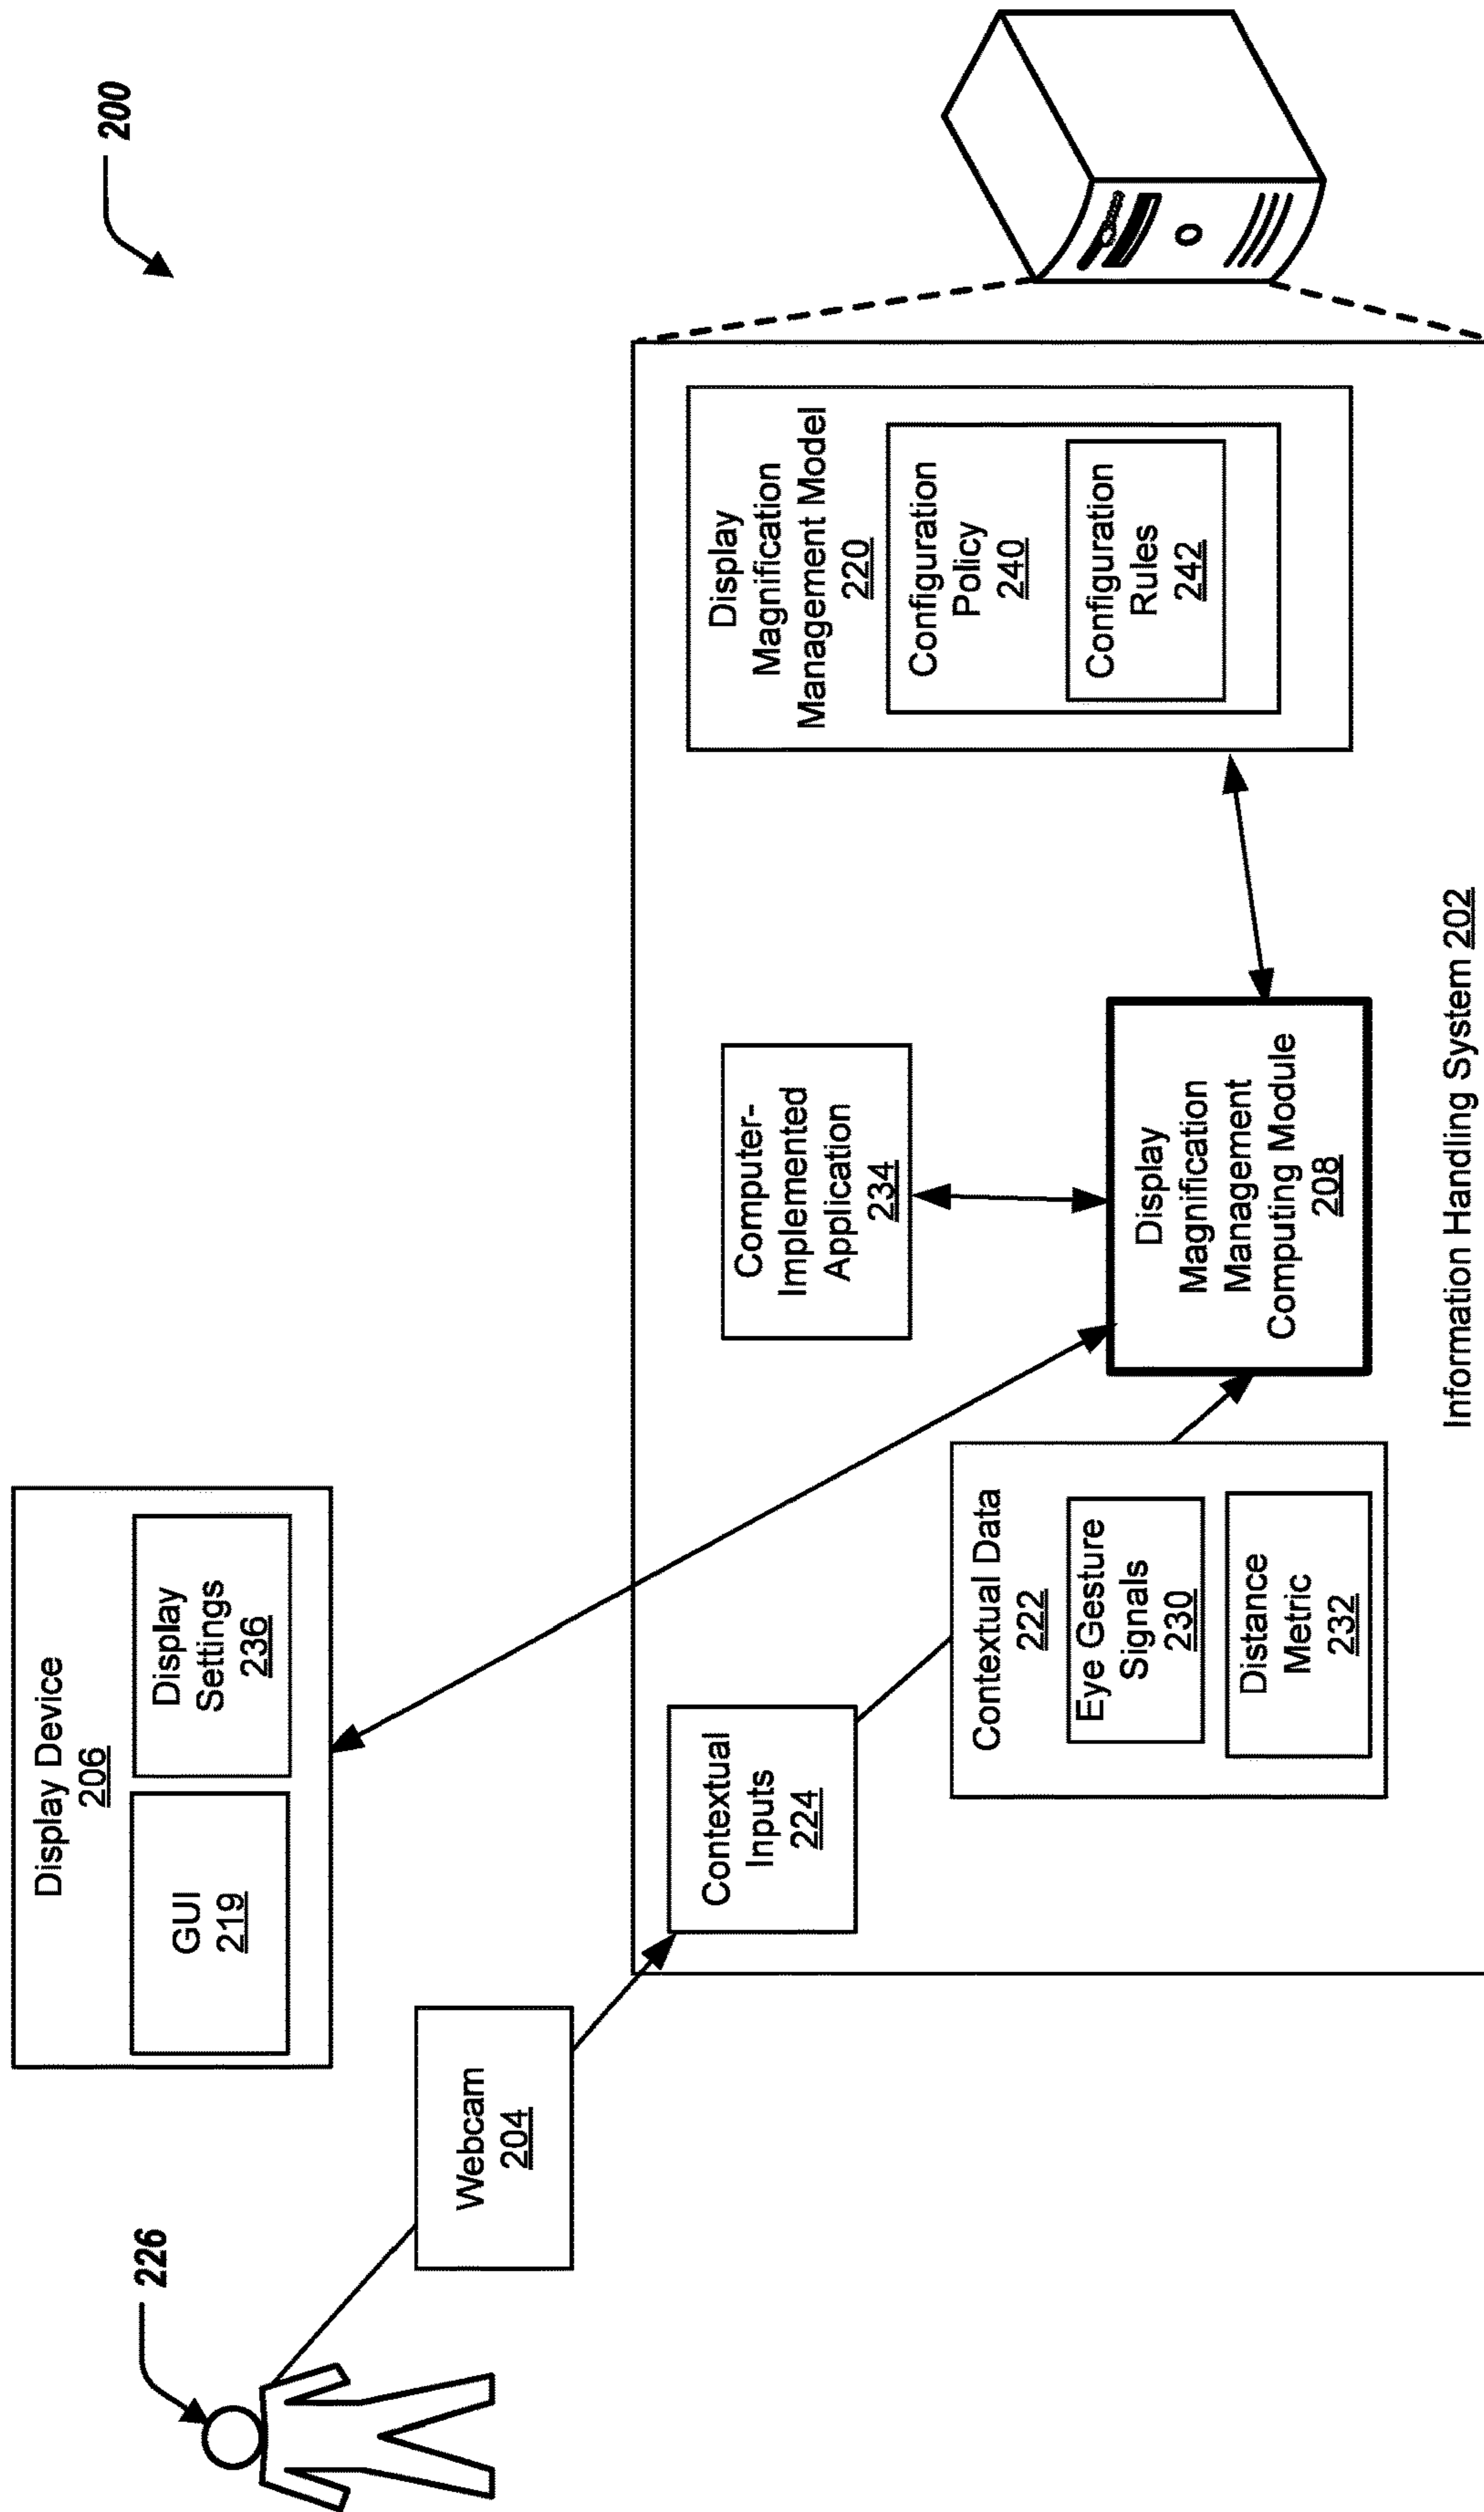 200
226
Display Device
206
GUI
219
Display
Settings
236
Webcam
204
Contextual
Inputs
224
Computer-
Implemented
Application
234
Display
Magnification
Management Model
220
Configuration
Policy
240
Configuration
Rules
242
Contextual Data
222
Eye Gesture
Signals
230
Distance
Metric
232
Display
Magnification
Management
Computing Module
208
Information Handling System 202